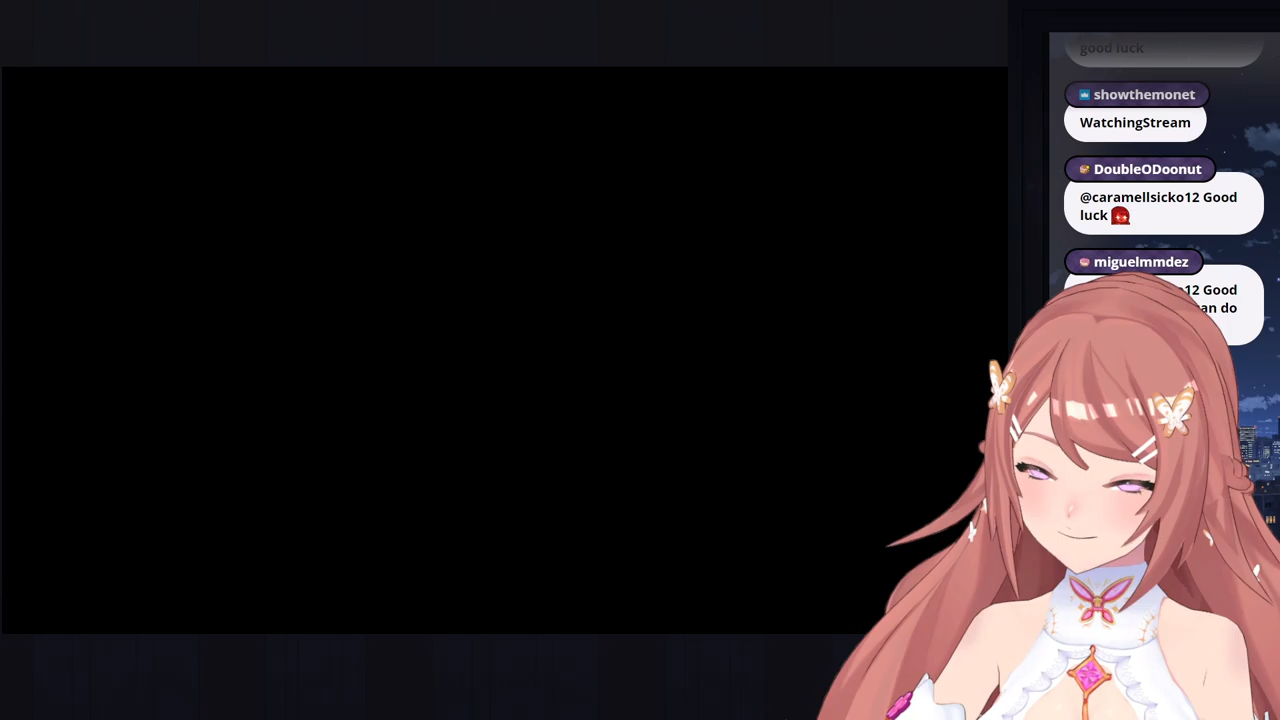 good luck
showthemonet
WatchingStream
DoubleODoonut
@caramellsicko12 Good
luck
miguelmmdez
12 Good
an do